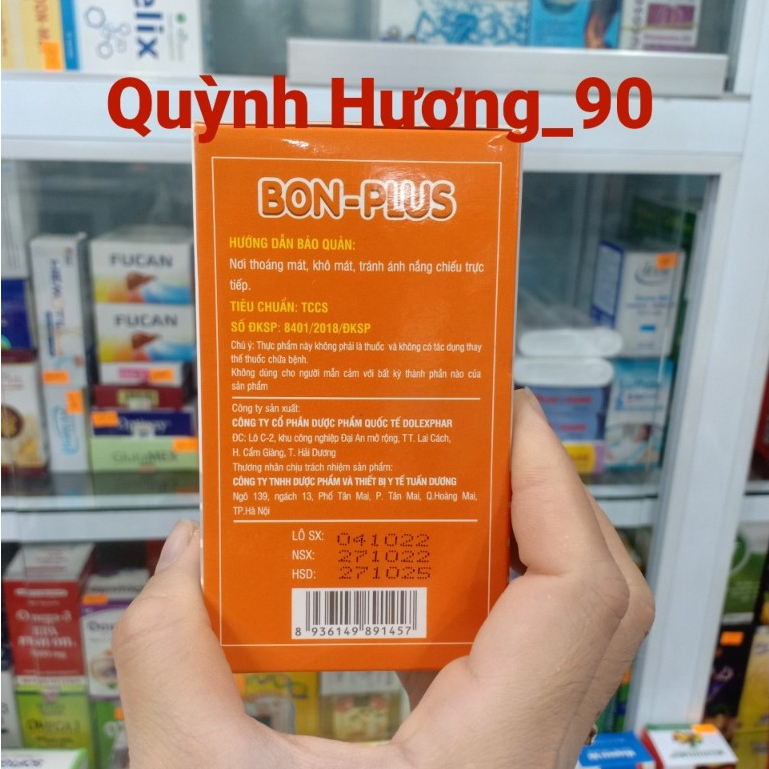 elix
Quỳnh Hương_90
BON-PLUS
HƯỚNG DẪN BẢO QUẢN:
Nơi thoáng mát, khô mát, tránh ánh nắng chiếu trực
tiếp.
TIÊU CHUẨN: TCCS
SỐ ĐKSP: 8401/2018/ĐKSP
Chú ý: Thực phẩm này không phải là thuốc và không có tác dụng thay
thế thuốc chữa bệnh.
Không dùng cho người mẫn cảm với bất kỳ thành phần nào của
sản phẩm
Công ty sản xuất:
CÔNG TY CỔ PHẦN DƯỢC PHẨM QUỐC TẾ DOLEXPHAR
ĐC: Lô C-2, khu công nghiệp Đại An mở rộng, TT. Lai Cách,
H. Cẩm Giàng, T. Hải Dương
Thương nhân chịu trách nhiệm sản phẩm:
CÔNG TY TNHH DƯỢC PHẨM VÀ THIẾT BỊ Y TẾ TUẤN DƯƠNG
Ngõ 139, ngách 13, Phố Tân Mai, P. Tân Mai, Q.Hoàng Mai,
TP.Hà Nội
LÔ SX: 041022
NSX: 271022
HSD: 271025
8 936149 891457
FUCAN
FUCAN
OMEGA 3